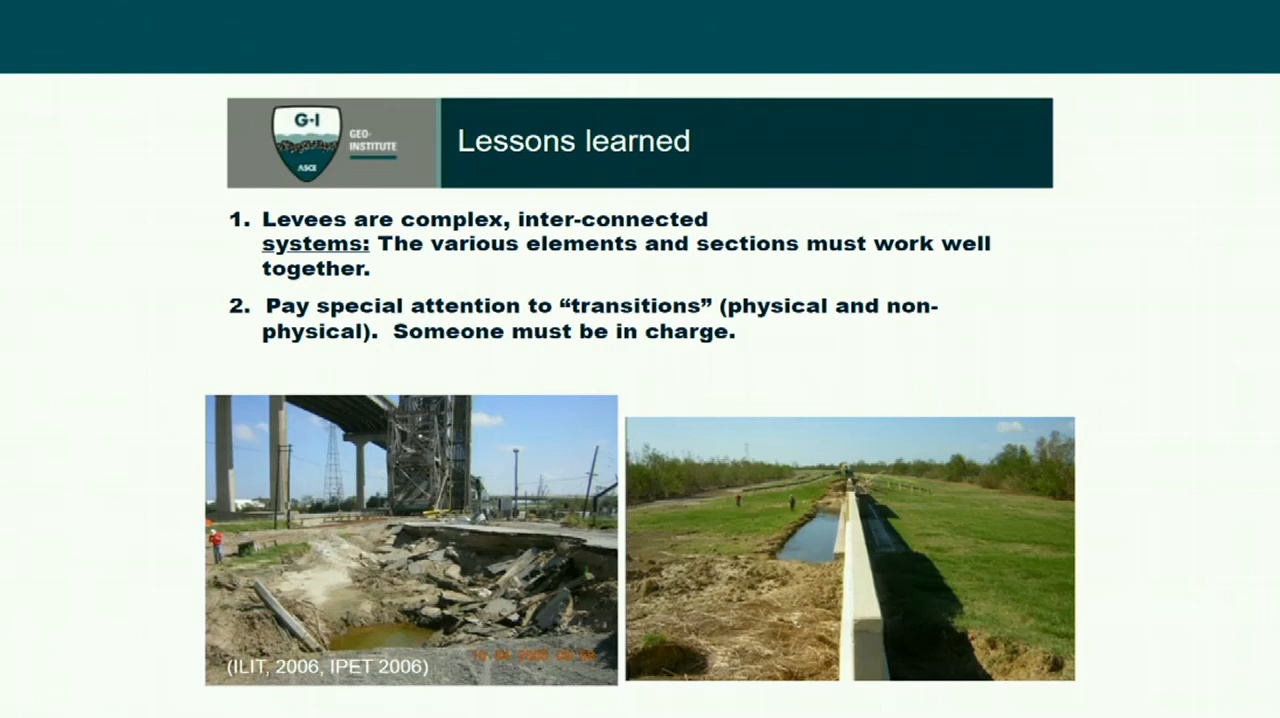 G-I
GEO-
INSTITUTE
ASCE
Lessons learned
1. Levees are complex, inter-connected
systems: The various elements and sections must work well
together.
2. Pay special attention to “transitions” (physical and non-
physical). Someone must be in charge.
(ILIT, 2006, IPET 2006)